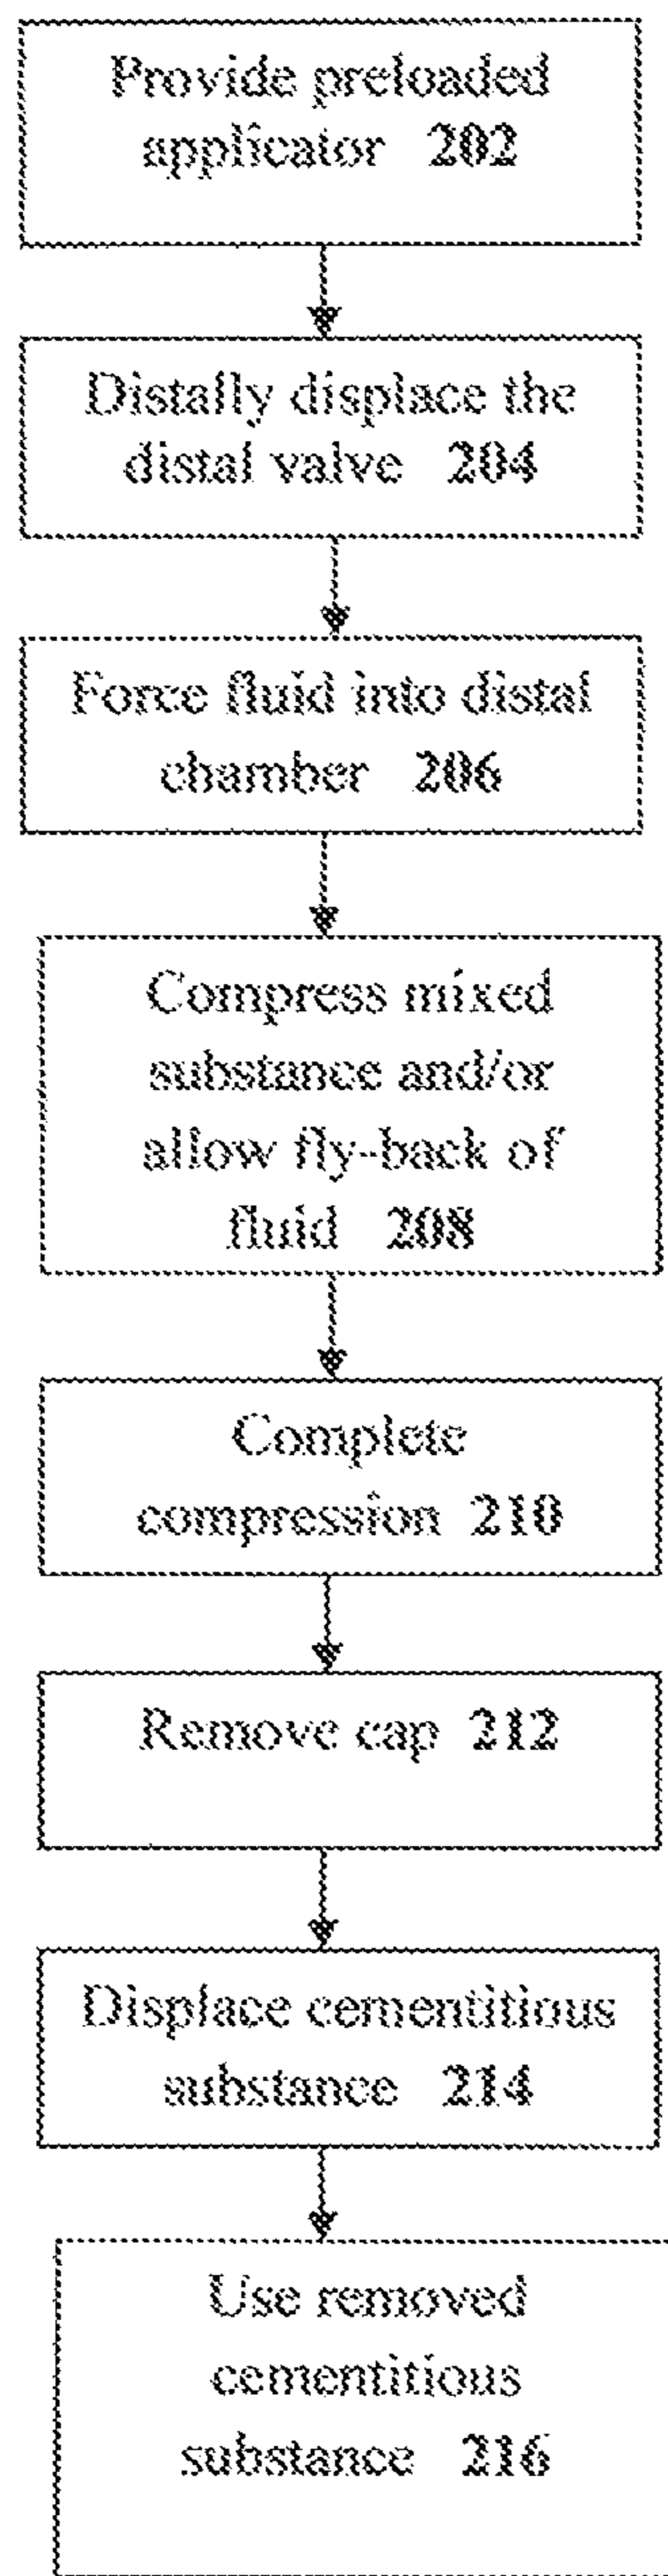 Provide preloaded
applicator 202
Distally displace the
distal valve 204
Force fluid into distal
chamber 206
Compress mixed
substance and/or
allow fly-back of
fluid 208
Complete
compression 210
Remove cap 212
Displace cementitious
substance 214
Use removed
cementitious
substance 216